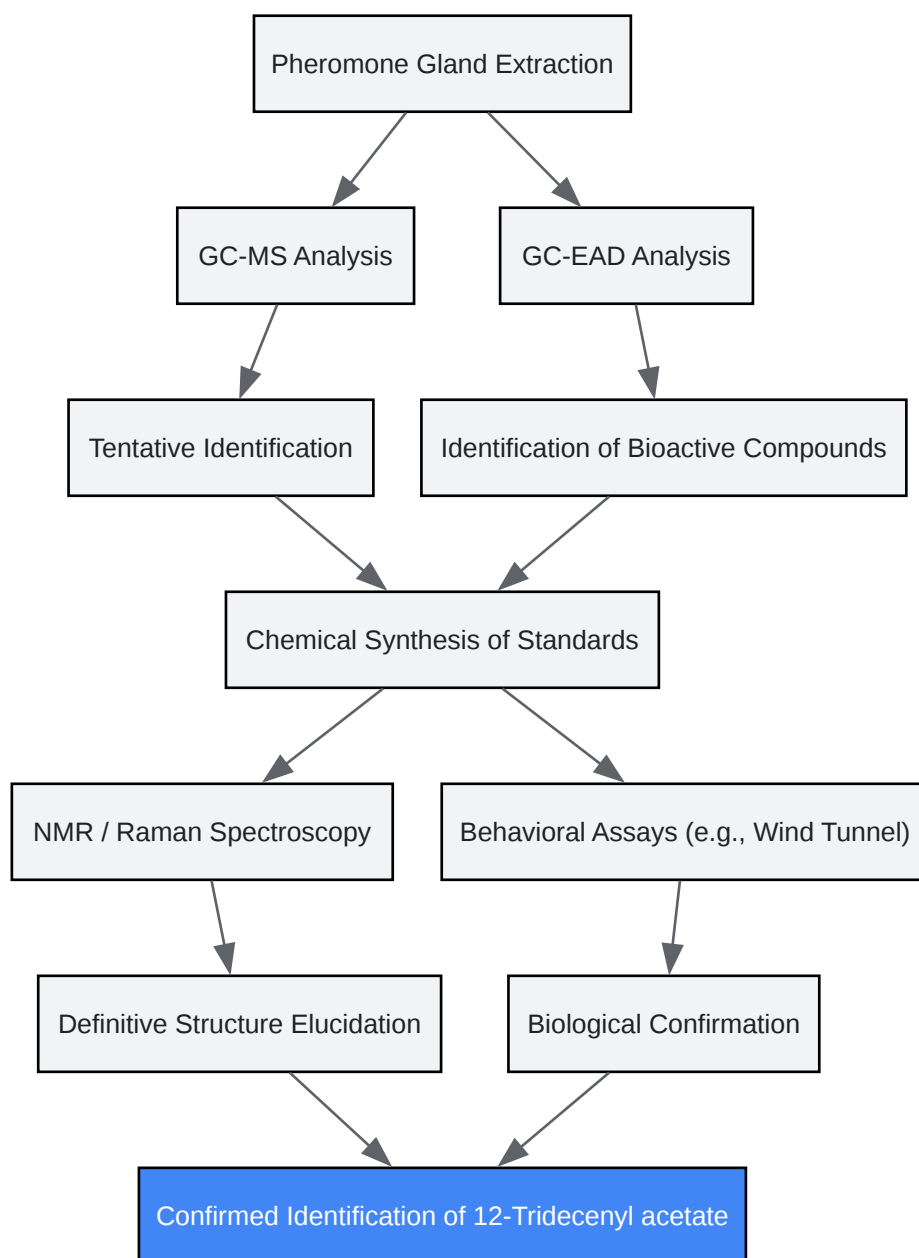 Pheromone Gland Extraction
GC-MS Analysis
GC-EAD Analysis
Tentative Identification
Identification of Bioactive Compounds
Chemical Synthesis of Standards
NMR / Raman Spectroscopy
Behavioral Assays (e.g., Wind Tunnel)
Definitive Structure Elucidation
Biological Confirmation
Confirmed Identification of 12-Tridecenyl acetate